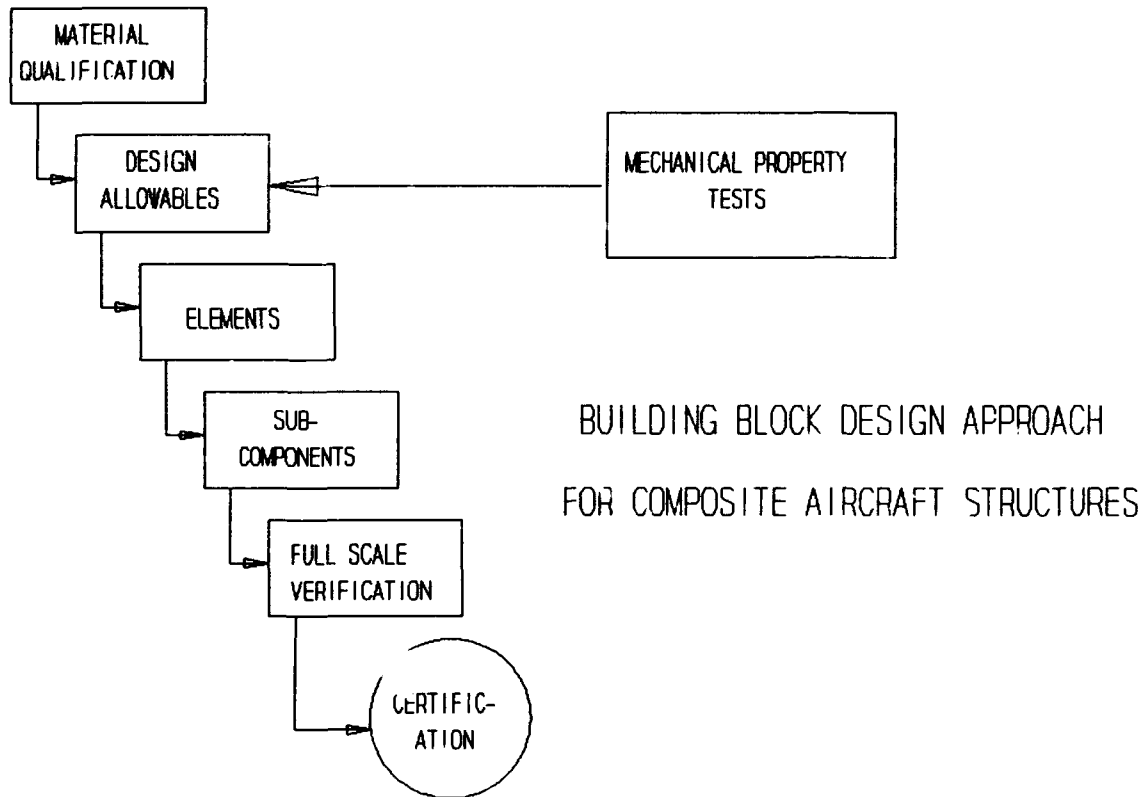 MATERIAL
QUALIFICATION
DESIGN
ALLOWABLES
MECHANICAL PROPERTY
TESTS
ELEMENTS
SUB-
COMPONENTS
BUILDING BLOCK DESIGN APPROACH
FOR COMPOSITE AIRCRAFT STRUCTURES
FULL SCALE
VERIFICATION
CERTIFIC-
ATION